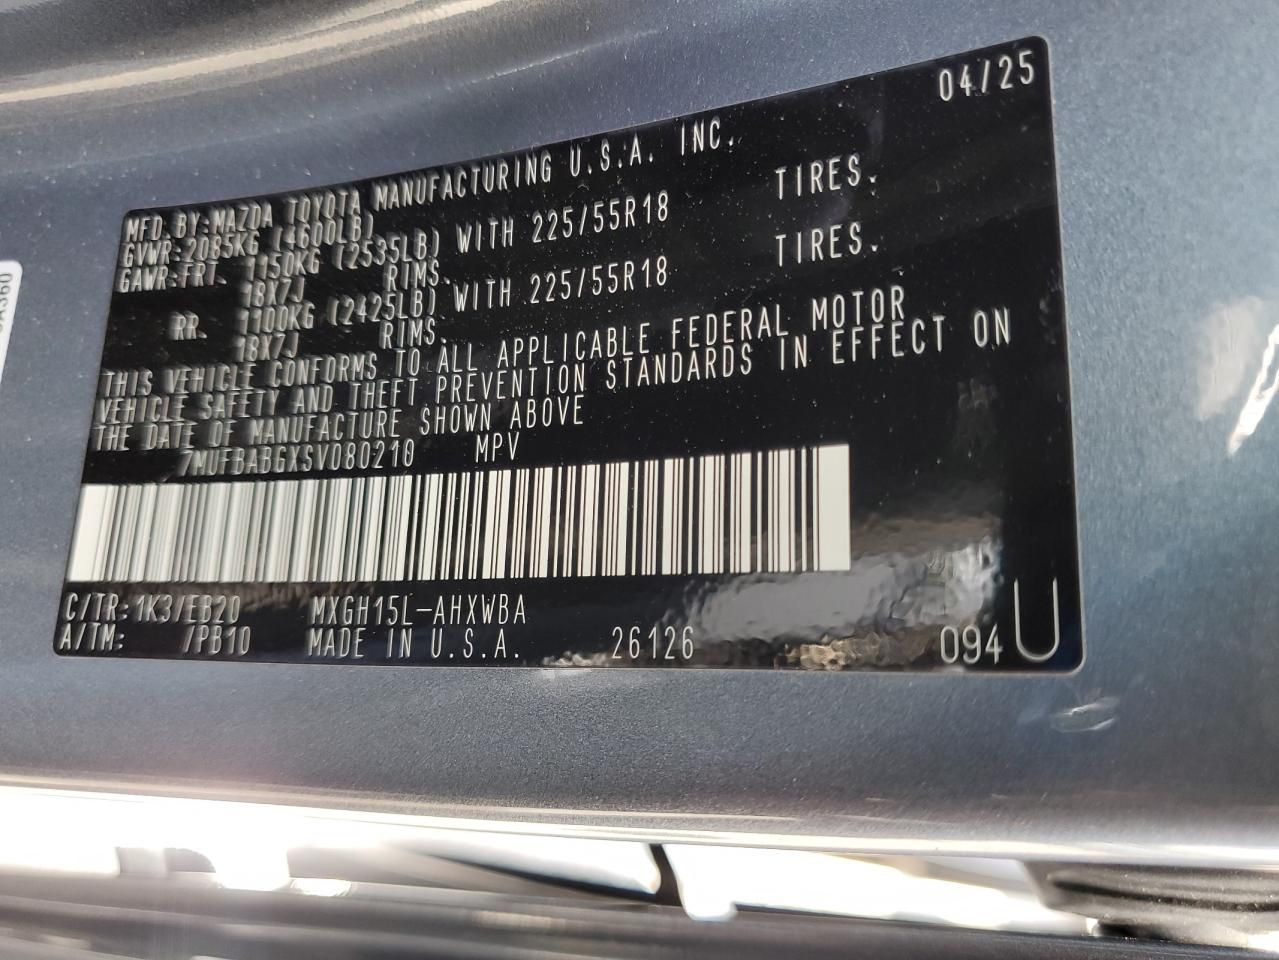 04/25
MFD. BY:MAZDA TOYOTA MANUFACTURING U.S.A. INC.
GVWR:2085KG (4600LB)
GAWR:FRT. 1150KG (2535LB) WITH 225/55R18 TIRES.
18X7J RIMS.
RR. 1100KG (2425LB) WITH 225/55R18 TIRES.
18X7J RIMS.
THIS VEHICLE CONFORMS TO ALL APPLICABLE FEDERAL MOTOR
VEHICLE SAFETY AND THEFT PREVENTION STANDARDS IN EFFECT ON
THE DATE OF MANUFACTURE SHOWN ABOVE
7MUFBABGXSV080210 MPV
C/TR:1K3/EB20 MXGH15L-AHXWBA
A/TM: /PB10 MADE IN U.S.A. 26126 094 U